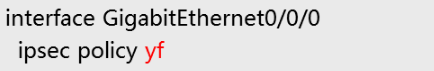 interface GigabitEthernet0/0/0
ipsec policy yf